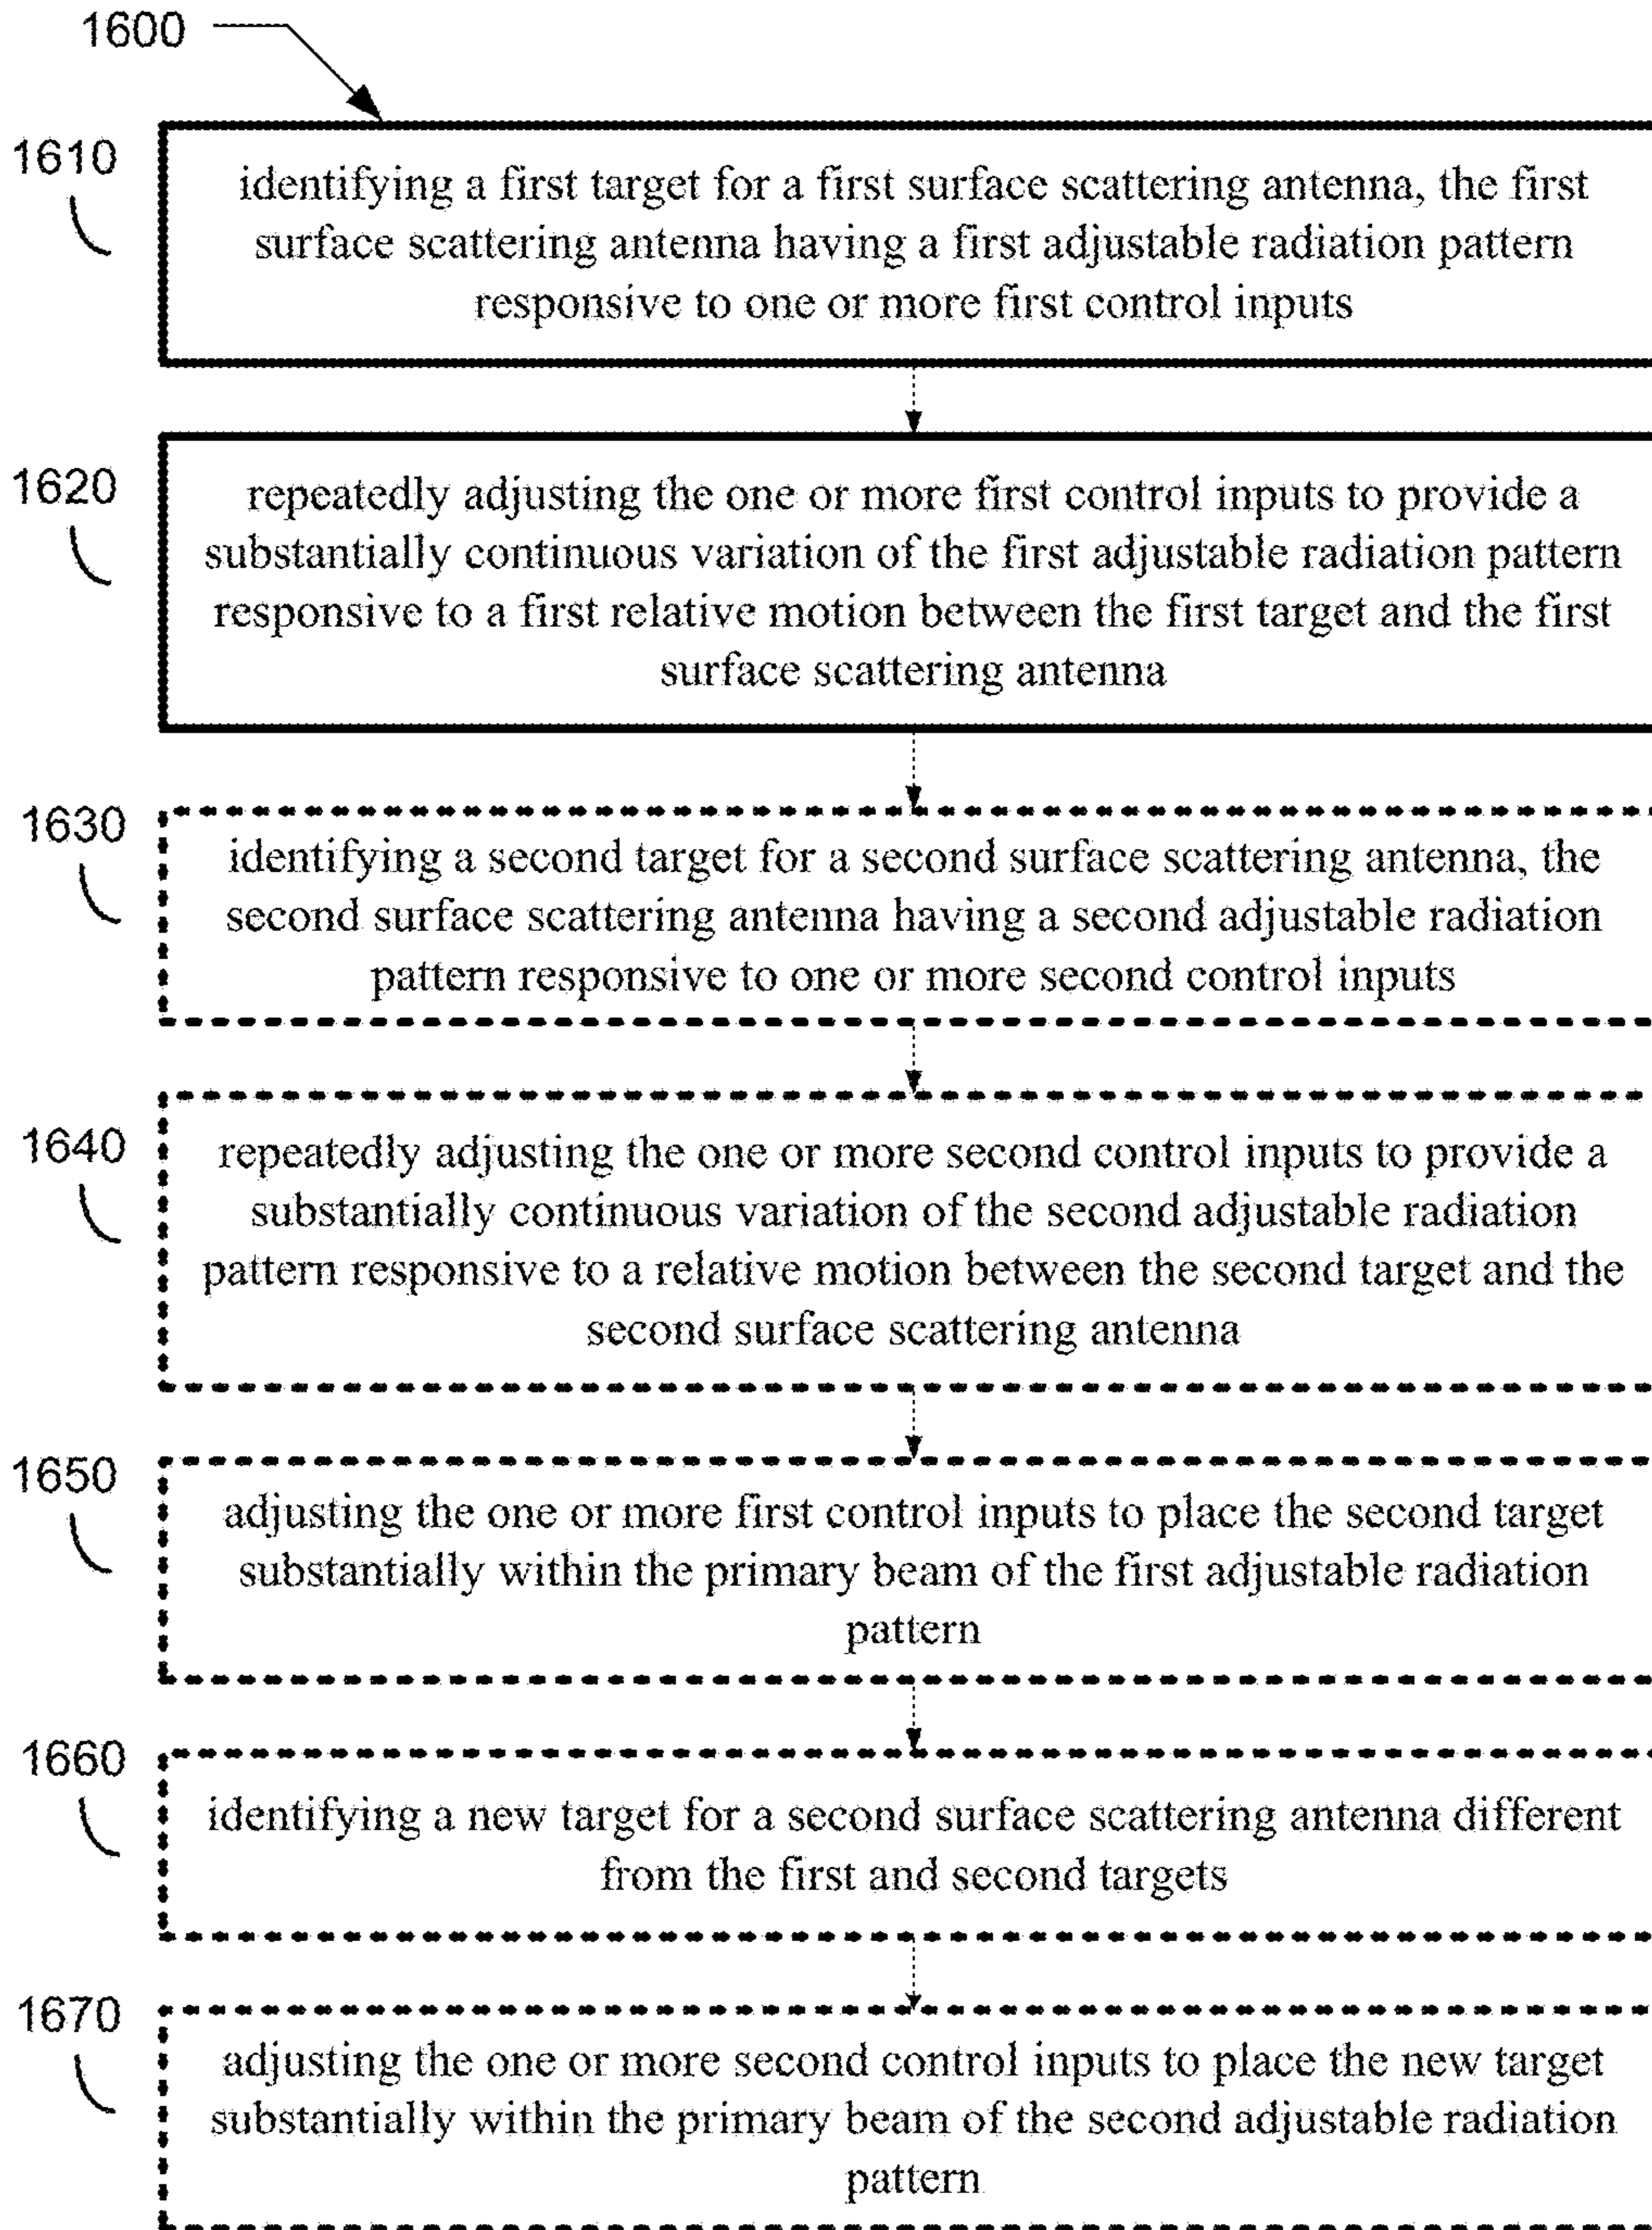 1600
1610
identifying a first target for a first surface scattering antenna, the first
surface scattering antenna having a first adjustable radiation pattern
responsive to one or more first control inputs
1620
repeatedly adjusting the one or more first control inputs to provide a
substantially continuous variation of the first adjustable radiation pattern
responsive to a first relative motion between the first target and the first
surface scattering antenna
1630
identifying a second target for a second surface scattering antenna, the
second surface scattering antenna having a second adjustable radiation
pattern responsive to one or more second control inputs
1640
repeatedly adjusting the one or more second control inputs to provide a
substantially continuous variation of the second adjustable radiation
pattern responsive to a relative motion between the second target and the
second surface scattering antenna
1650
adjusting the one or more first control inputs to place the second target
substantially within the primary beam of the first adjustable radiation
pattern
1660
identifying a new target for a second surface scattering antenna different
from the first and second targets
1670
adjusting the one or more second control inputs to place the new target
substantially within the primary beam of the second adjustable radiation
pattern